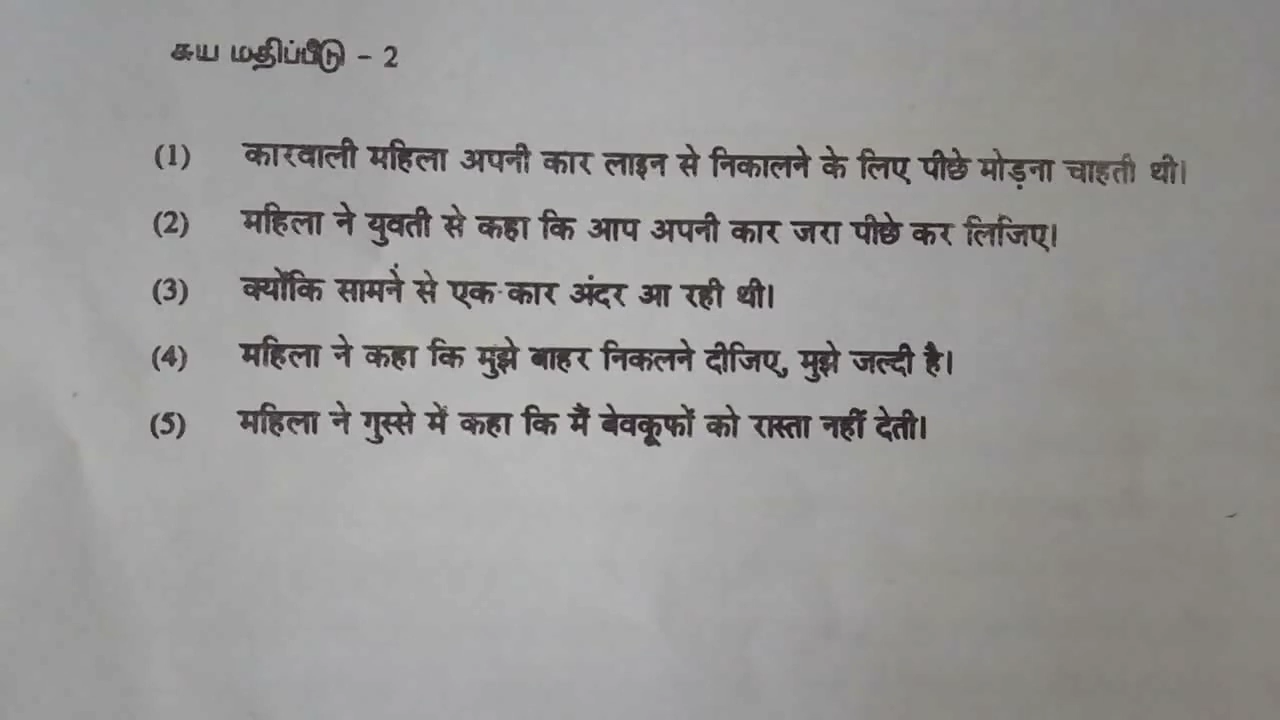 சுய மதிப்பீடு - 2
(1) कारवाली महिला अपनी कार लाइन से निकालने के लिए पीछे मोड़ना चाहती थी।
(2) महिला ने युवती से कहा कि आप अपनी कार जरा पीछे कर लिजिए।
(3) क्योंकि सामने से एक कार अंदर आ रही थी।
(4) महिला ने कहा कि मुझे बाहर निकलने दीजिए, मुझे जल्दी है।
(5) महिला ने गुस्से में कहा कि मैं बेवकूफों को रास्ता नहीं देती।